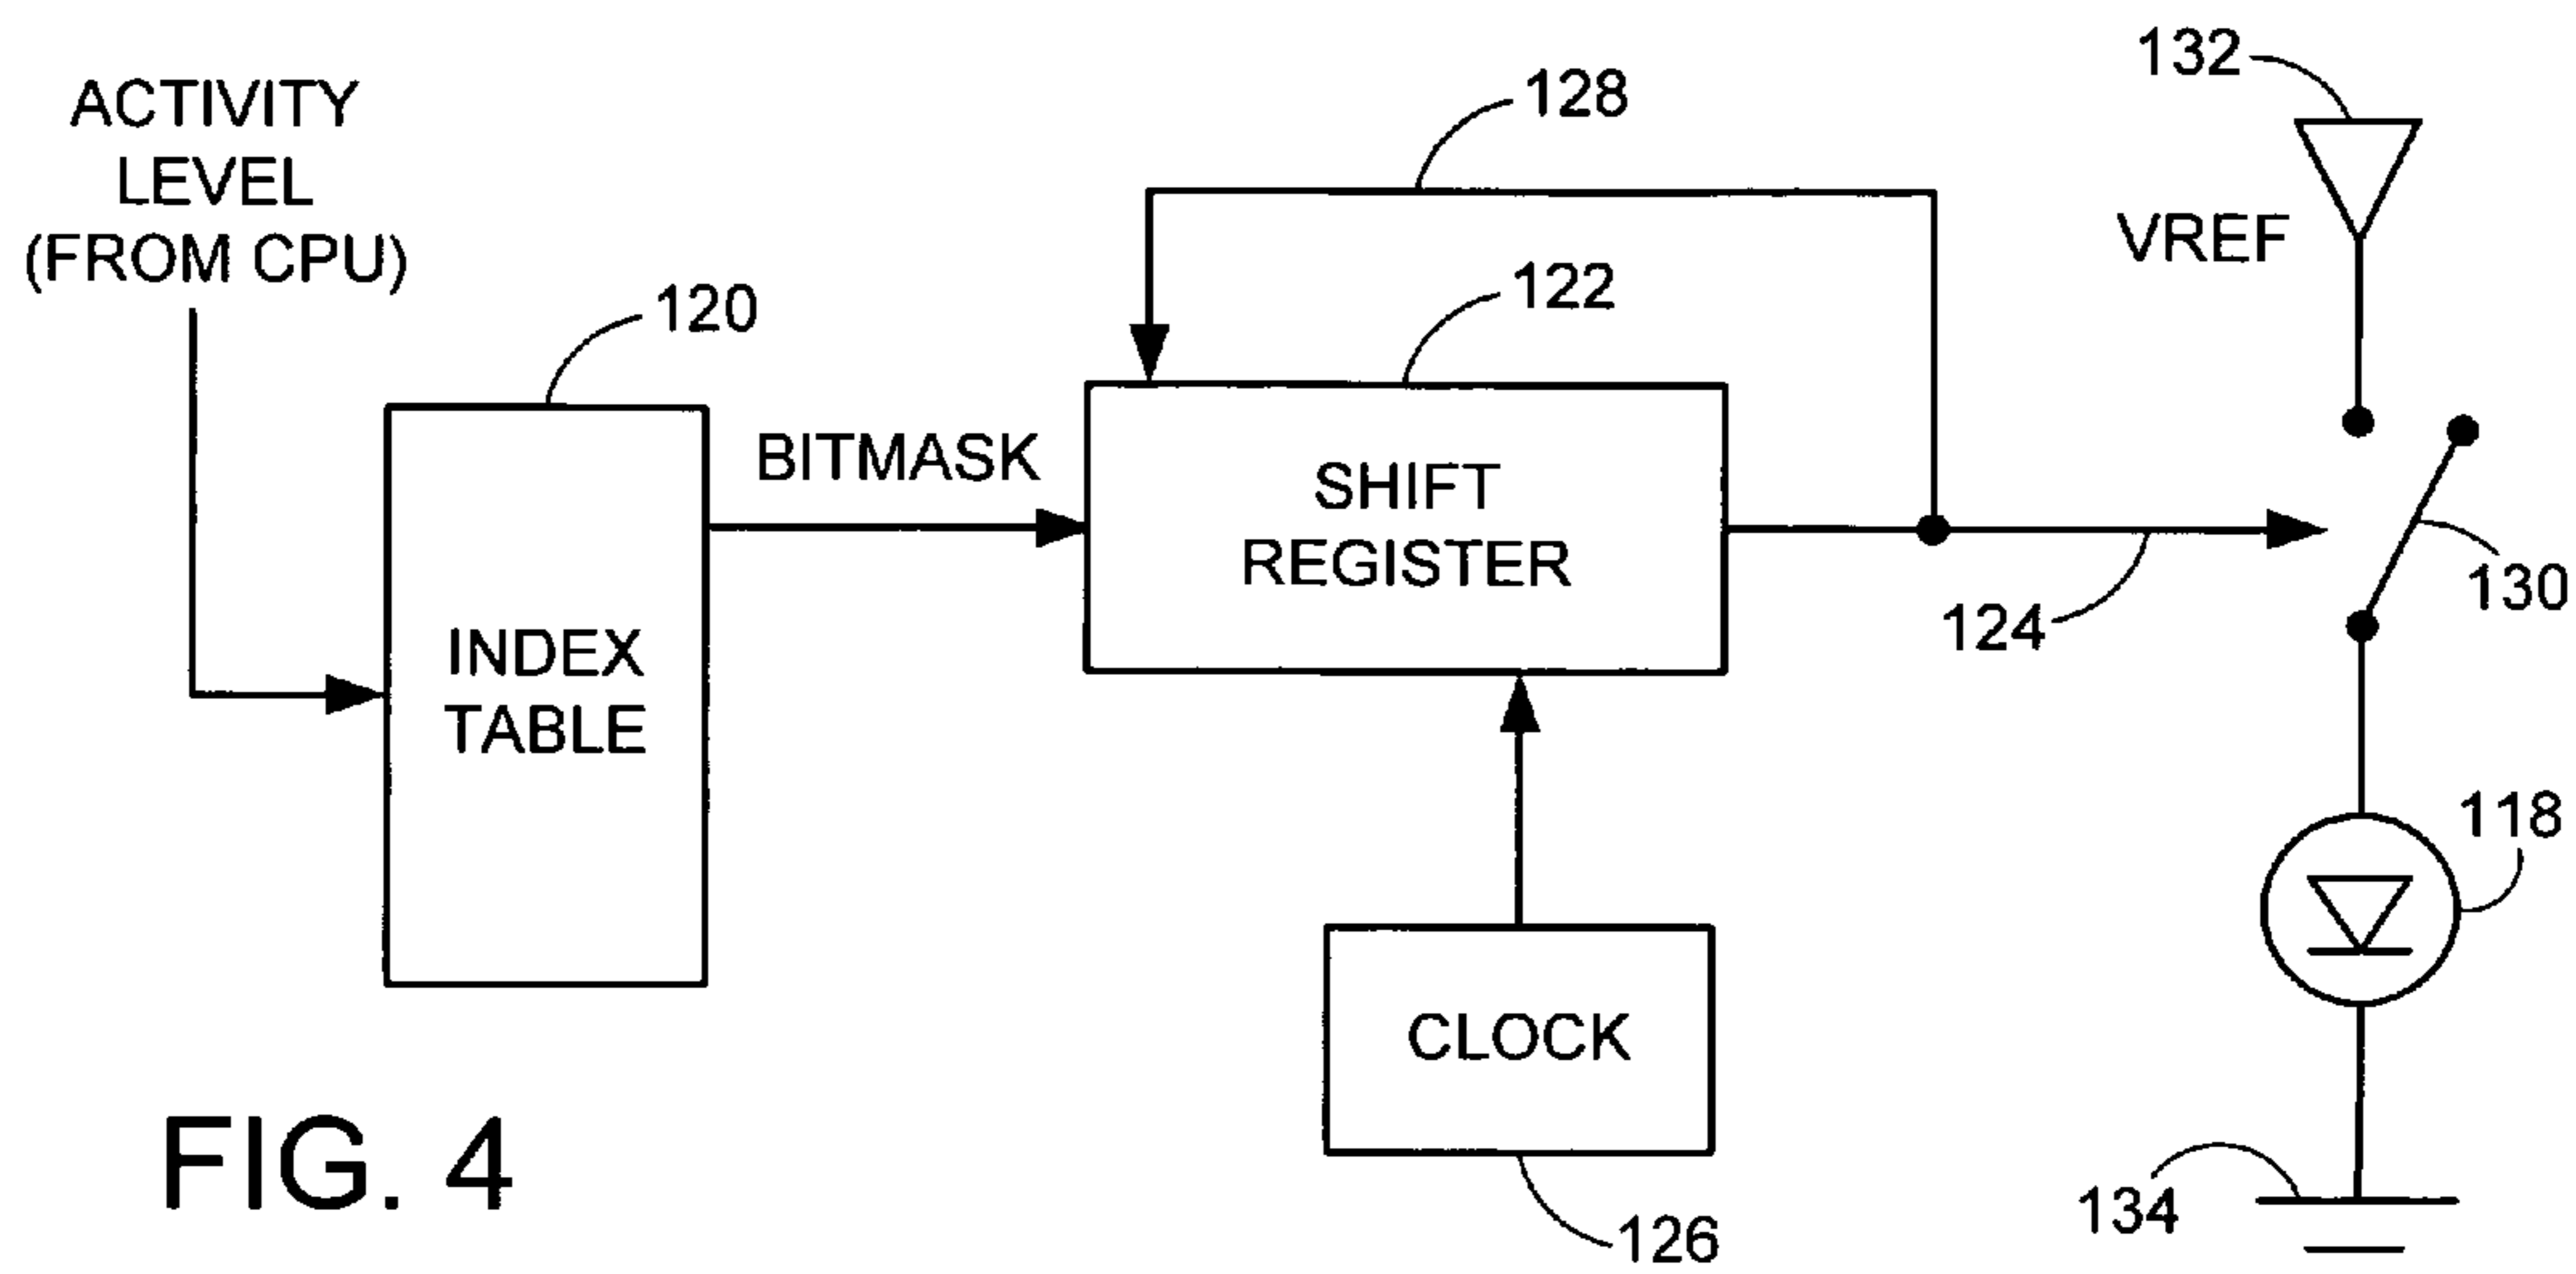 ACTIVITY
LEVEL
(FROM CPU)
120
INDEX
TABLE
BITMASK
128
122
SHIFT
REGISTER
CLOCK
126
124
132
VREF
130
118
134
FIG. 4